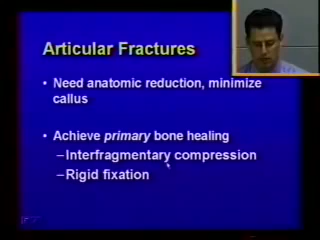 Articular Fractures
• Need anatomic reduction, minimize
callus
• Achieve primary bone healing
–Interfragmentary compression
–Rigid fixation